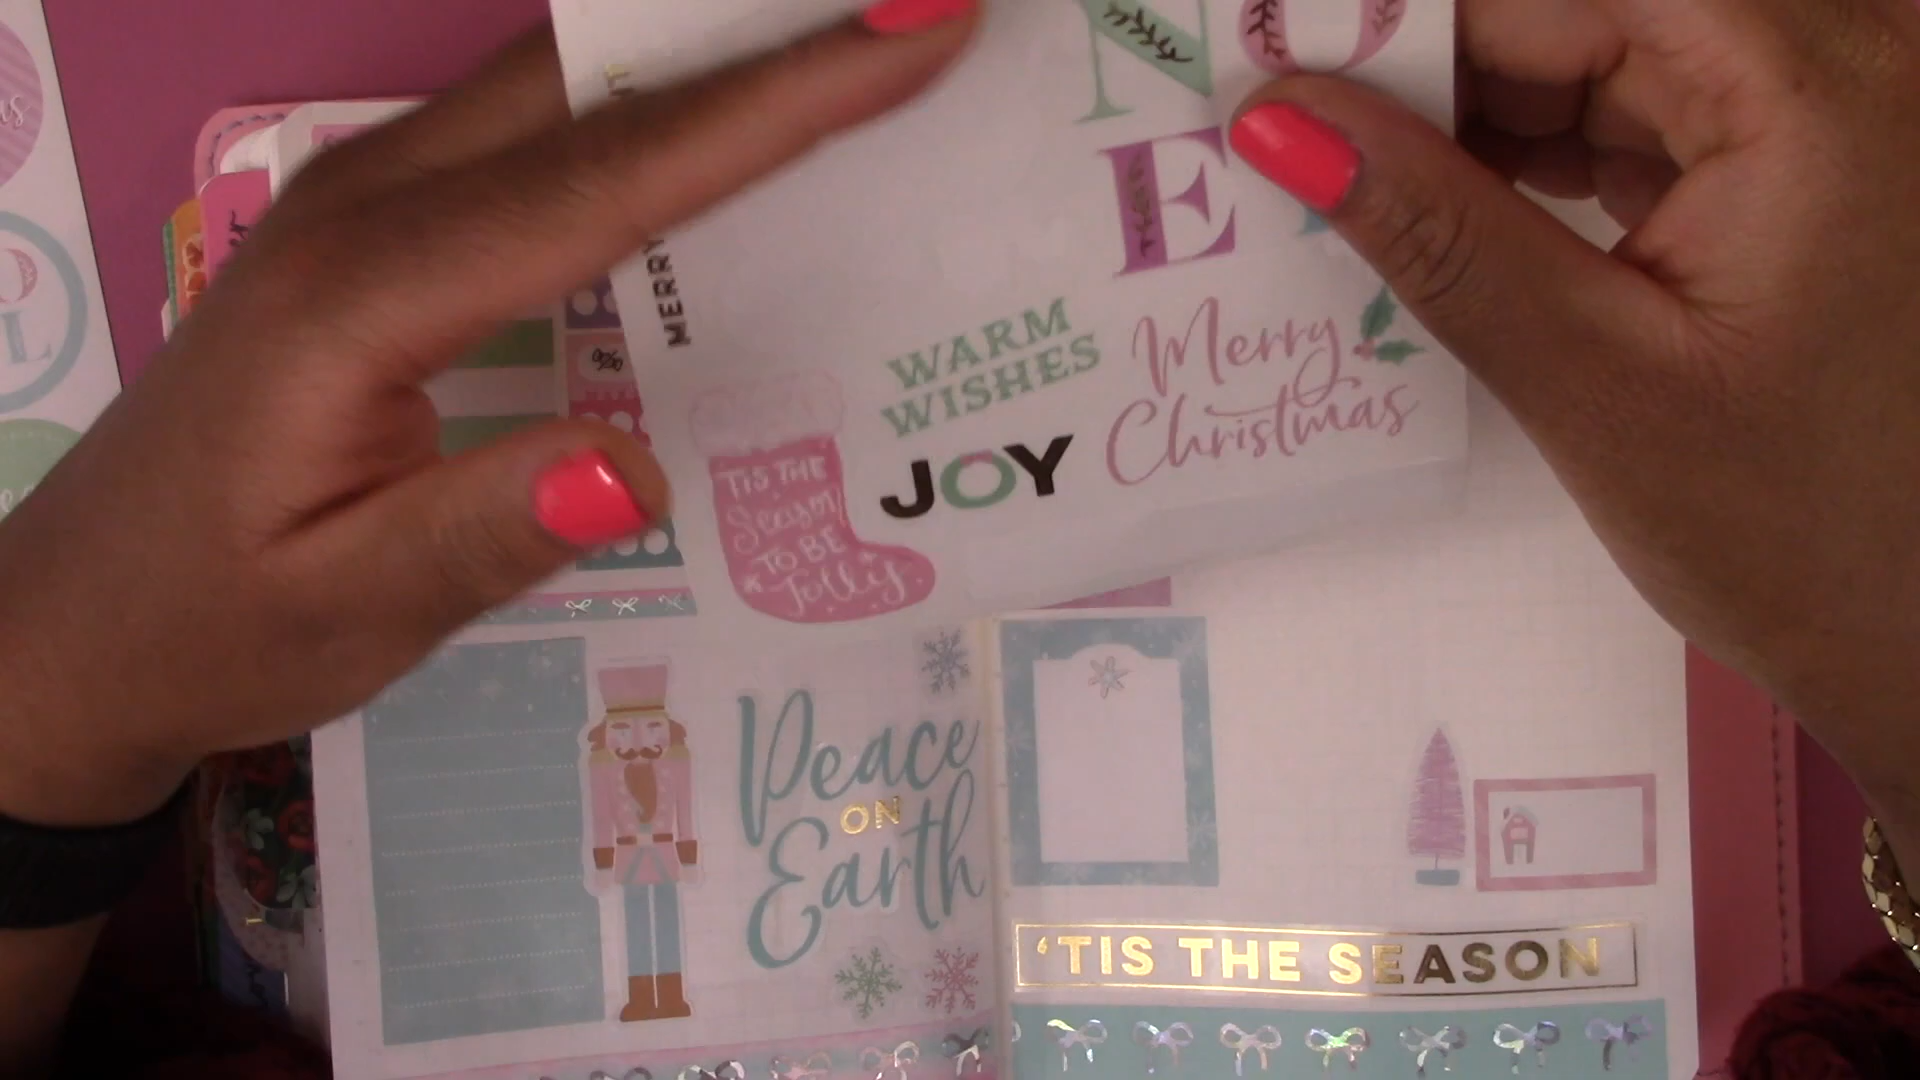 N O
E
MERRY
WARM
WISHES
Merry
Christmas
JOY
'TIS THE
Season
TO BE
Jolly
Peace
ON
Earth
'TIS THE SEASON